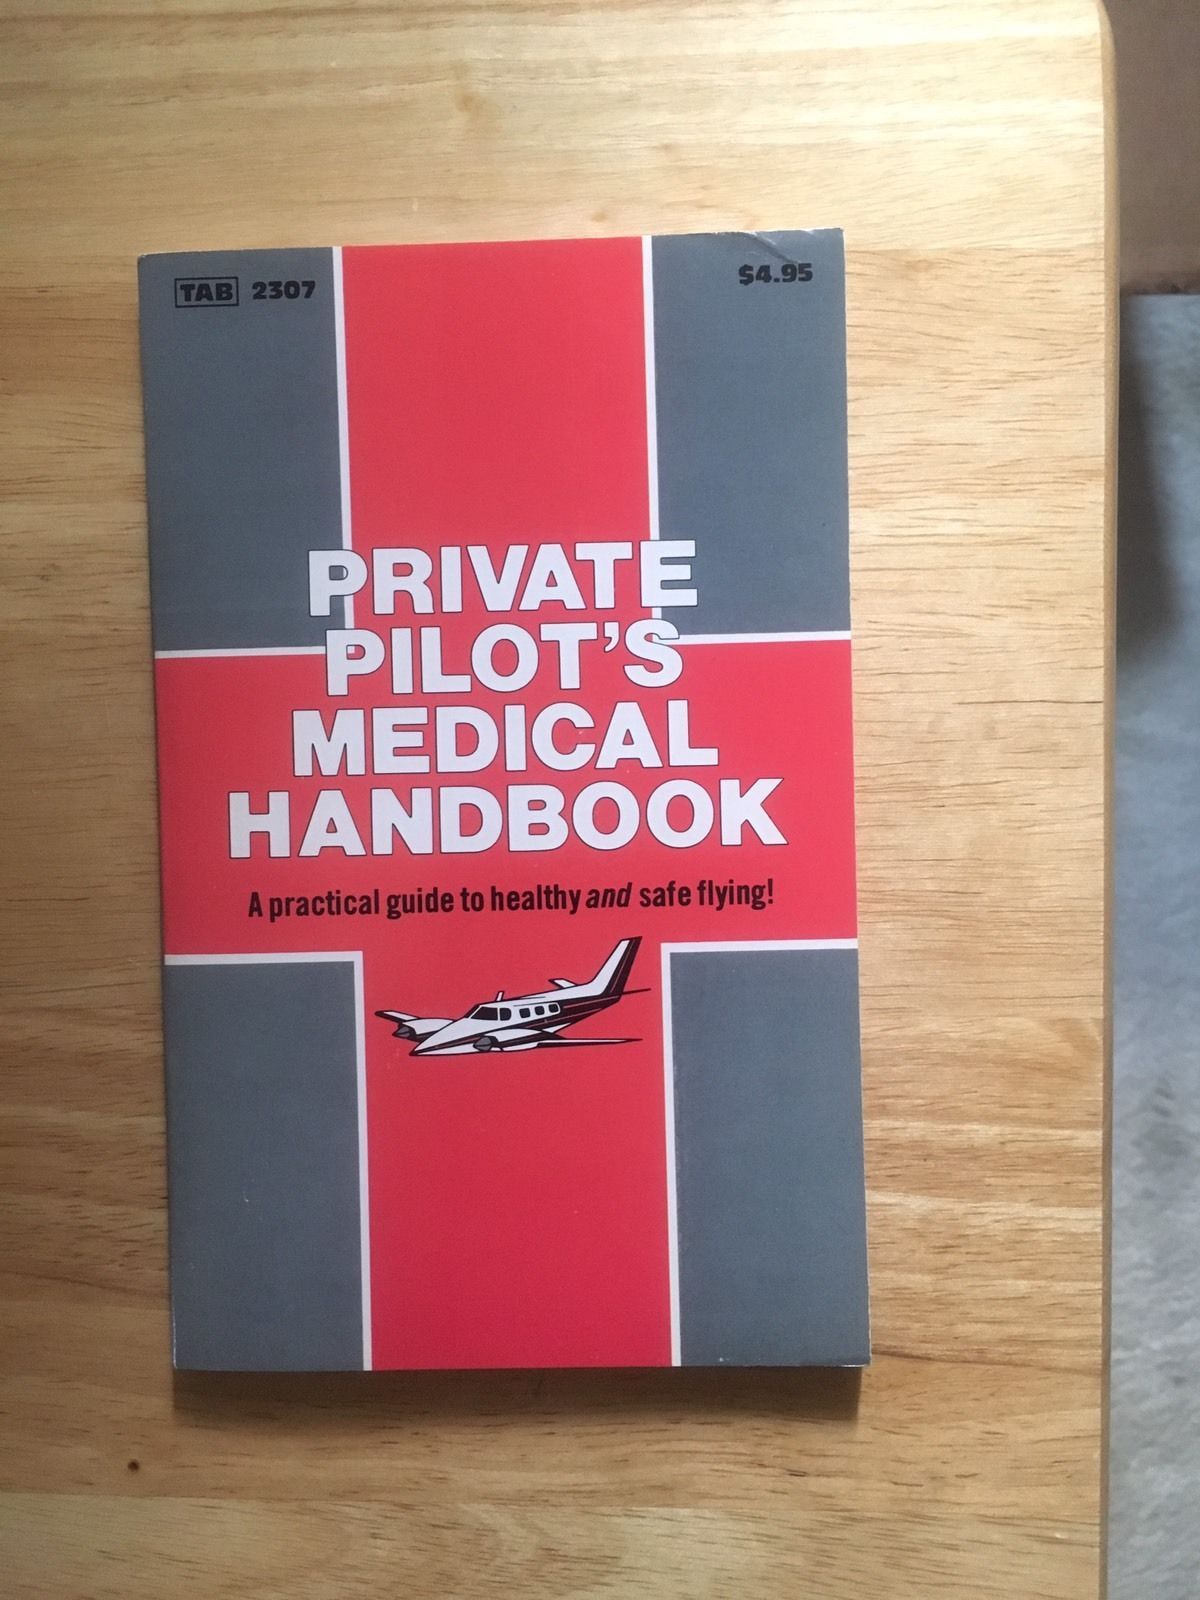 TAB 2307
$4.95
PRIVATE
PILOT'S
MEDICAL
HANDBOOK
A practical guide to healthy and safe flying!